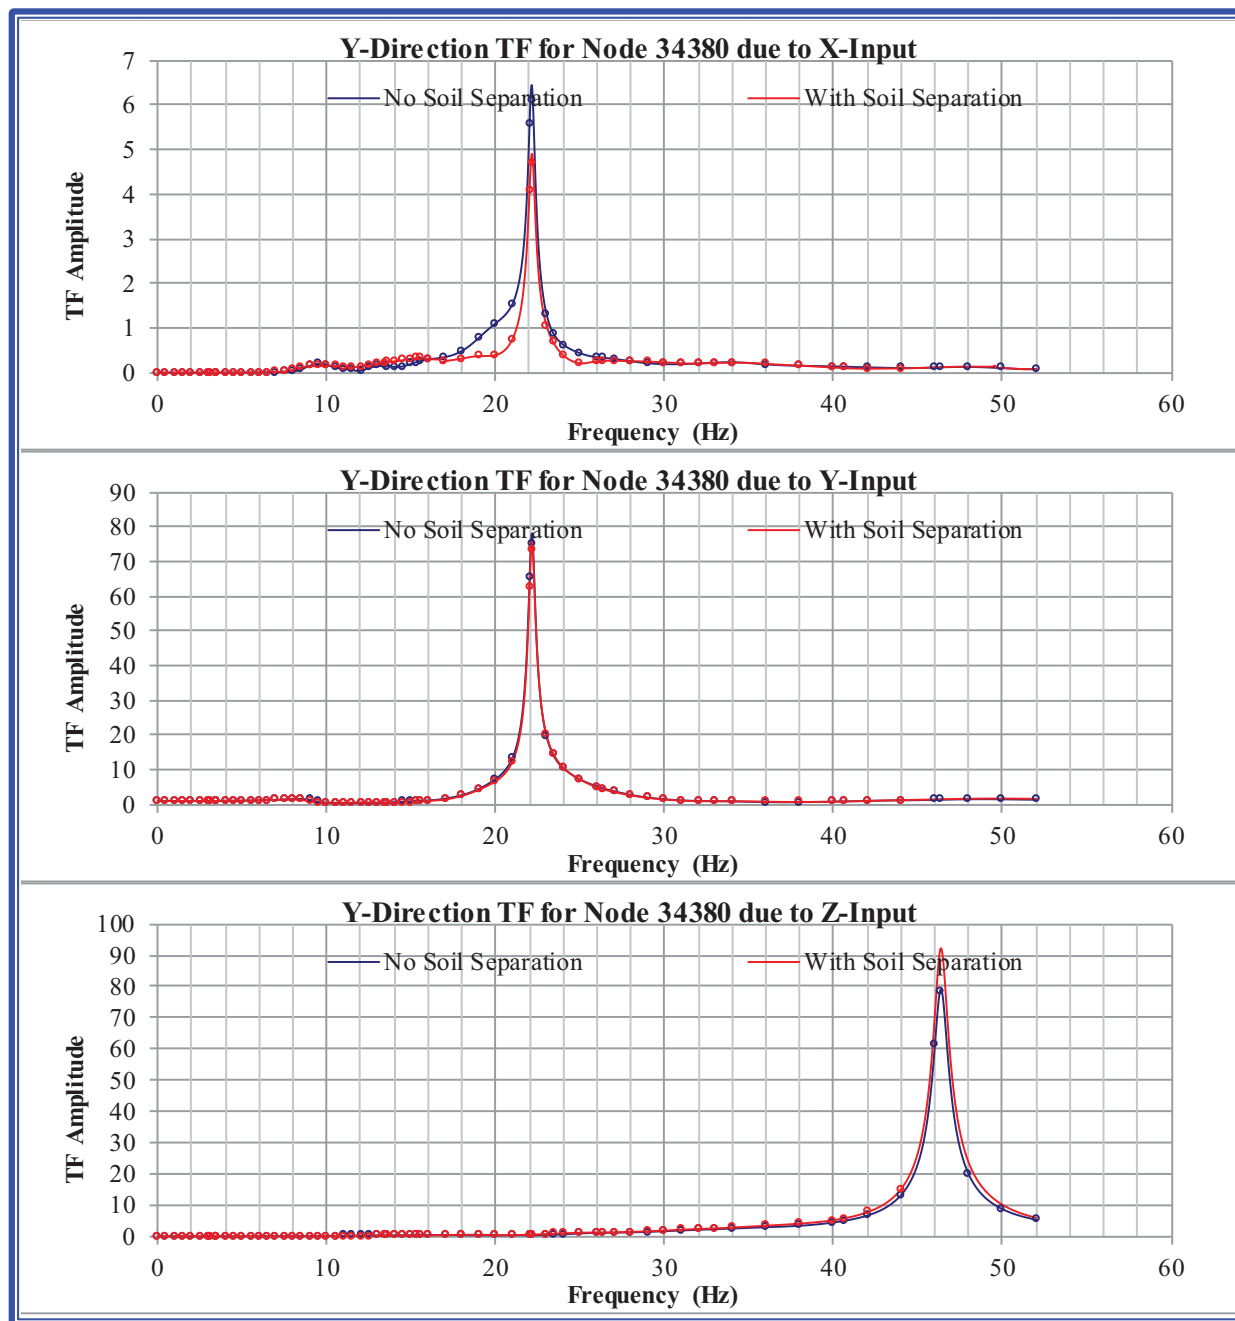 Y-Direction TF for Node 34380 due to X-Input
No Soil Separation
With Soil Separation
TF Amplitude
7
6
5
4
3
2
1
0
0 10 20 30 40 50 60
Frequency (Hz)
Y-Direction TF for Node 34380 due to Y-Input
No Soil Separation
With Soil Separation
TF Amplitude
90
80
70
60
50
40
30
20
10
0
0 10 20 30 40 50 60
Frequency (Hz)
Y-Direction TF for Node 34380 due to Z-Input
No Soil Separation
With Soil Separation
TF Amplitude
100
90
80
70
60
50
40
30
20
10
0
0 10 20 30 40 50 60
Frequency (Hz)